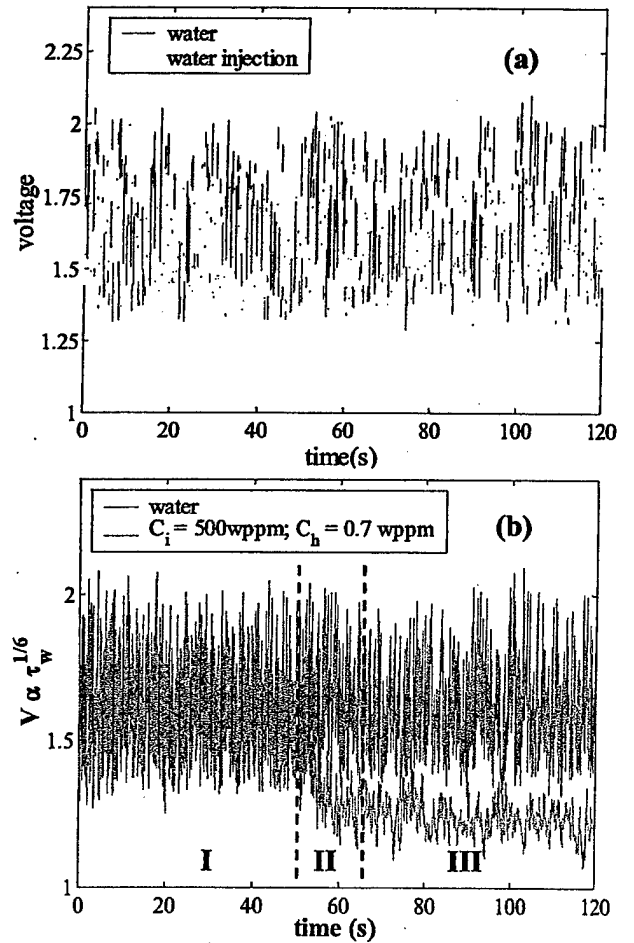 water
water injection
(a)
2.25
2
1.75
1.5
1.25
1
voltage
0 20 40 60 80 100 120
time(s)
water
C_i = 500wppm; C_h = 0.7 wppm
(b)
2
1.5
1
V α τ_w^1/6
I II III
0 20 40 60 80 100 120
time (s)